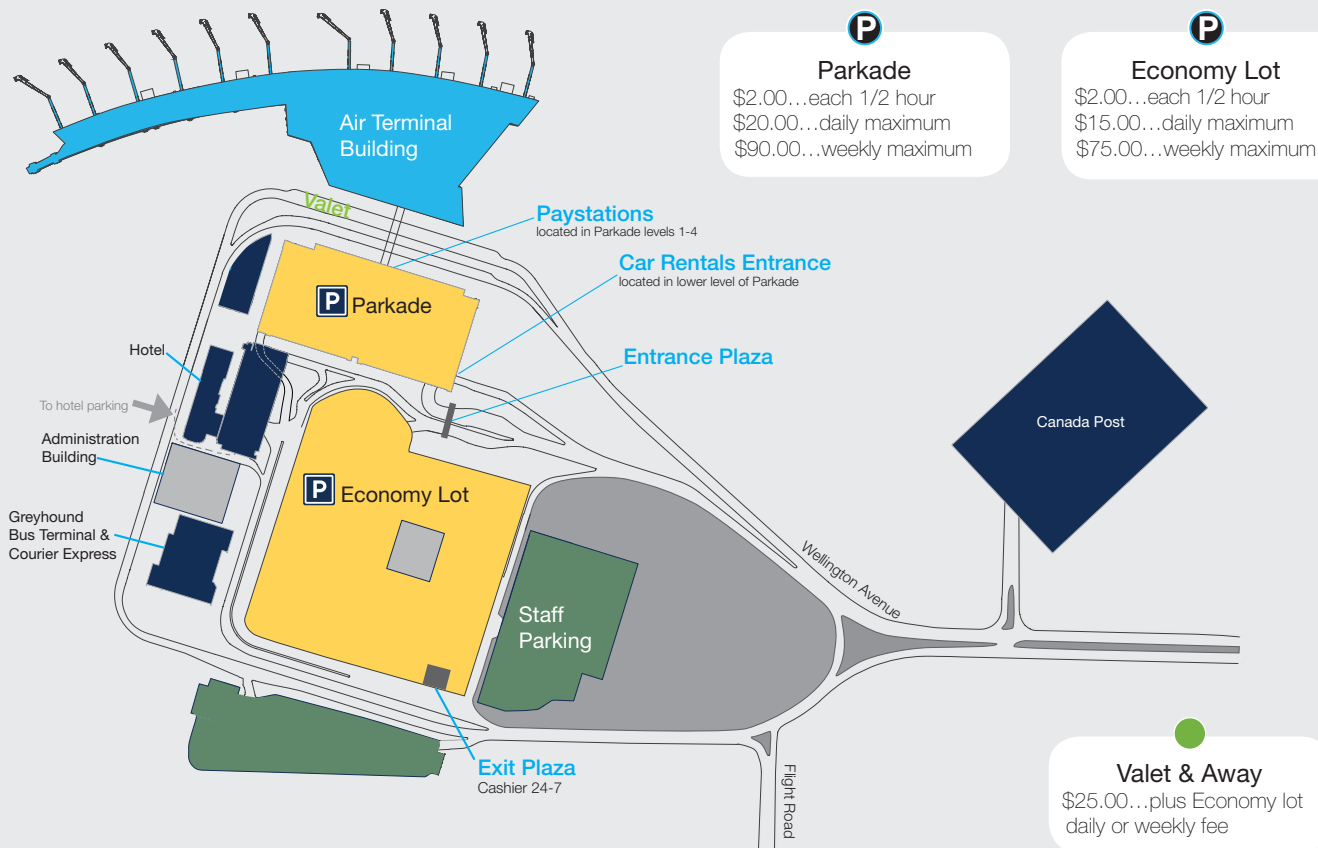 Air Terminal
Building
P
Parkade
$2.00...each 1/2 hour
$20.00...daily maximum
$90.00...weekly maximum
P
Economy Lot
$2.00...each 1/2 hour
$15.00...daily maximum
$75.00...weekly maximum
Valet
Paystations
located in Parkade levels 1-4
Car Rentals Entrance
located in lower level of Parkade
P Parkade
Hotel
Entrance Plaza
To hotel parking
Administration
Building
Canada Post
P Economy Lot
Greyhound
Bus Terminal &
Courier Express
Wellington Avenue
Staff
Parking
Exit Plaza
Cashier 24-7
Flight Road
Valet & Away
$25.00...plus Economy lot
daily or weekly fee